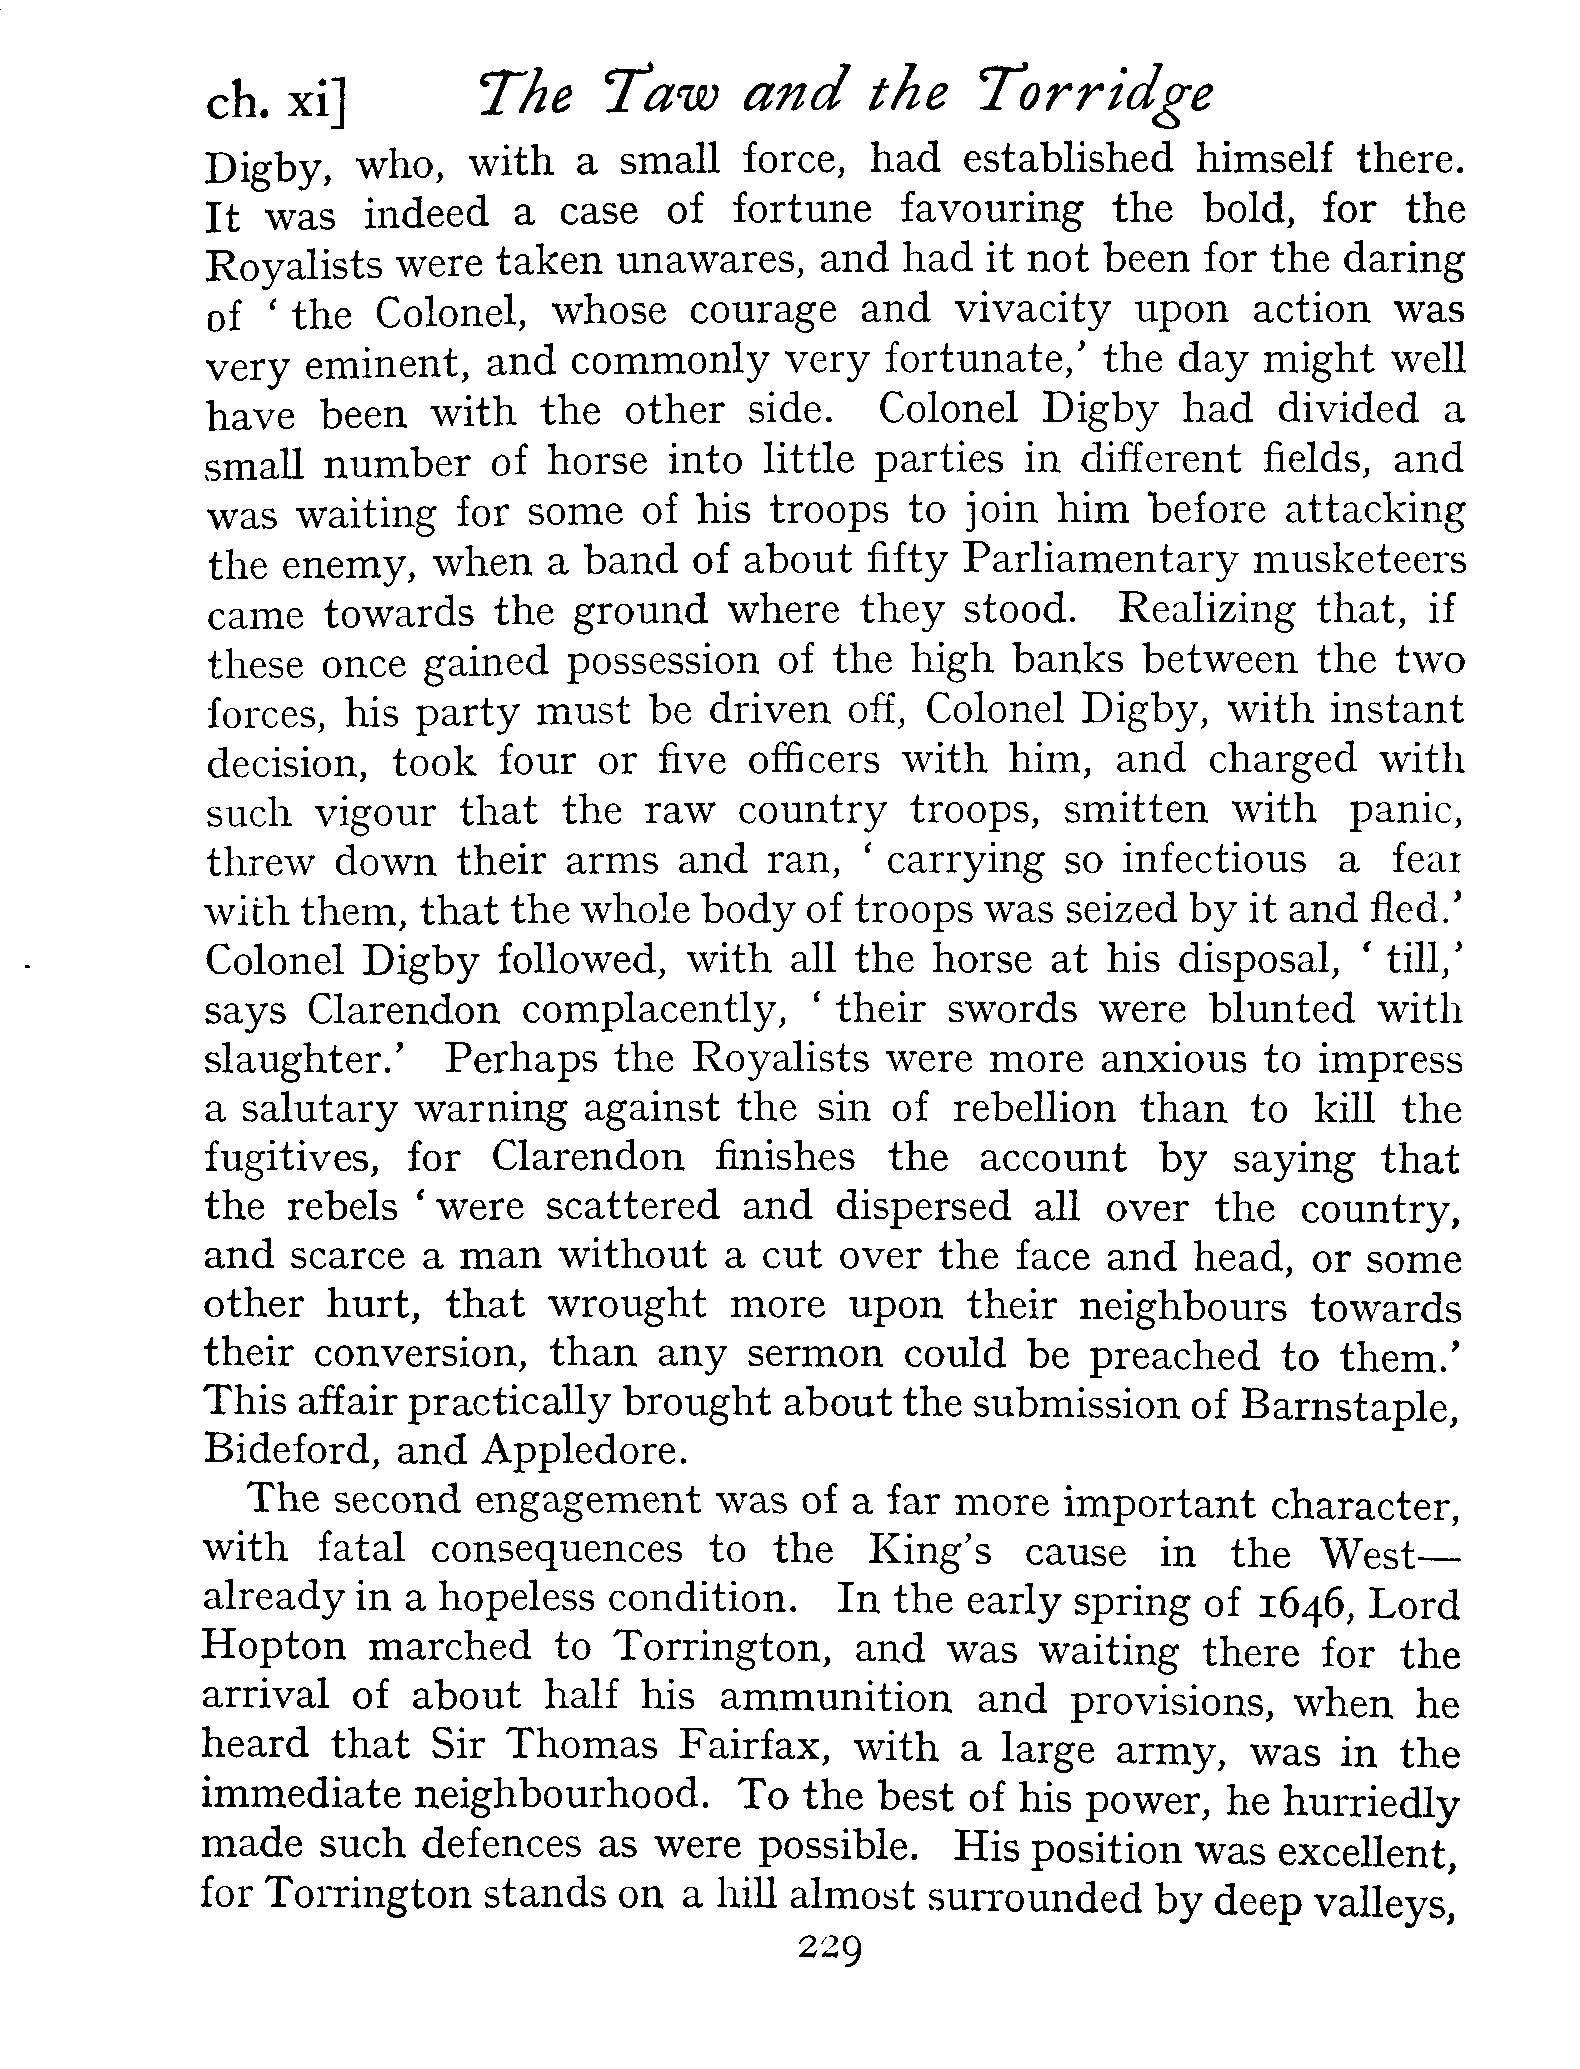 ch. xi] The Taw and the Torridge
Digby, who, with a small force, had established himself there.
It was indeed a case of fortune favouring the bold, for the
Royalists were taken unawares, and had it not been for the daring
of ‘ the Colonel, whose courage and vivacity upon action was
very eminent, and commonly very fortunate,’ the day might well
have been with the other side. Colonel Digby had divided a
small number of horse into little parties in different fields, and
was waiting for some of his troops to join him before attacking
the enemy, when a band of about fifty Parliamentary musketeers
came towards the ground where they stood. Realizing that, if
these once gained possession of the high banks between the two
forces, his party must be driven off, Colonel Digby, with instant
decision, took four or five officers with him, and charged with
such vigour that the raw country troops, smitten with panic,
threw down their arms and ran, ‘ carrying so infectious a fear
with them, that the whole body of troops was seized by it and fled.’
Colonel Digby followed, with all the horse at his disposal, ‘ till,’
says Clarendon complacently, ‘ their swords were blunted with
slaughter.’ Perhaps the Royalists were more anxious to impress
a salutary warning against the sin of rebellion than to kill the
fugitives, for Clarendon finishes the account by saying that
the rebels ‘ were scattered and dispersed all over the country,
and scarce a man without a cut over the face and head, or some
other hurt, that wrought more upon their neighbours towards
their conversion, than any sermon could be preached to them.’
This affair practically brought about the submission of Barnstaple,
Bideford, and Appledore.
The second engagement was of a far more important character,
with fatal consequences to the King’s cause in the West—
already in a hopeless condition. In the early spring of 1646, Lord
Hopton marched to Torrington, and was waiting there for the
arrival of about half his ammunition and provisions, when he
heard that Sir Thomas Fairfax, with a large army, was in the
immediate neighbourhood. To the best of his power, he hurriedly
made such defences as were possible. His position was excellent,
for Torrington stands on a hill almost surrounded by deep valleys,
229